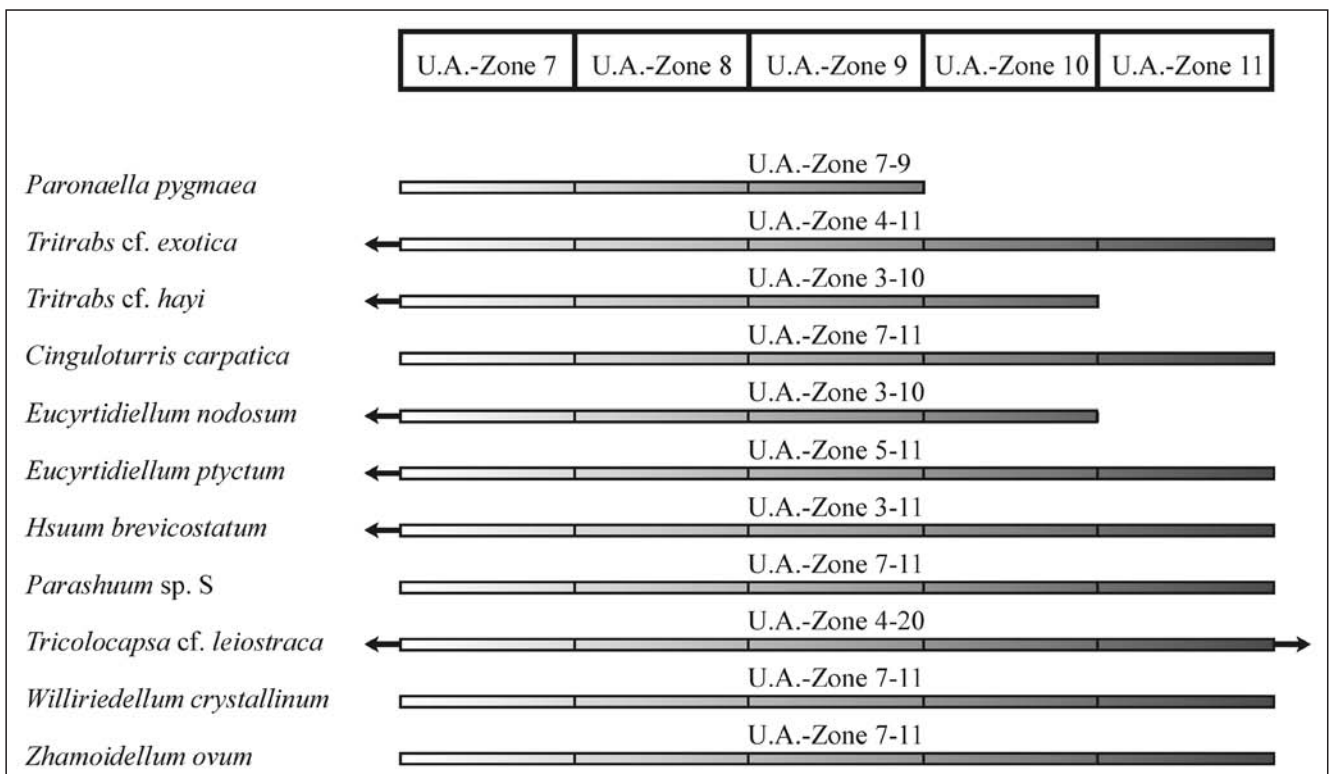 U.A.-Zone 7 U.A.-Zone 8 U.A.-Zone 9 U.A.-Zone 10 U.A.-Zone 11
U.A.-Zone 7-9
Paronaella pygmaea
U.A.-Zone 4-11
Tritrabs cf. exotica
U.A.-Zone 3-10
Tritrabs cf. hayi
U.A.-Zone 7-11
Cinguloturris carpatica
U.A.-Zone 3-10
Eucyrtidiellum nodosum
U.A.-Zone 5-11
Eucyrtidiellum ptyctum
U.A.-Zone 3-11
Hsuum brevicostatum
U.A.-Zone 7-11
Parashuum sp. S
U.A.-Zone 4-20
Tricolocapsa cf. leiostraca
U.A.-Zone 7-11
Williriedellum crystallinum
U.A.-Zone 7-11
Zhamoidellum ovum